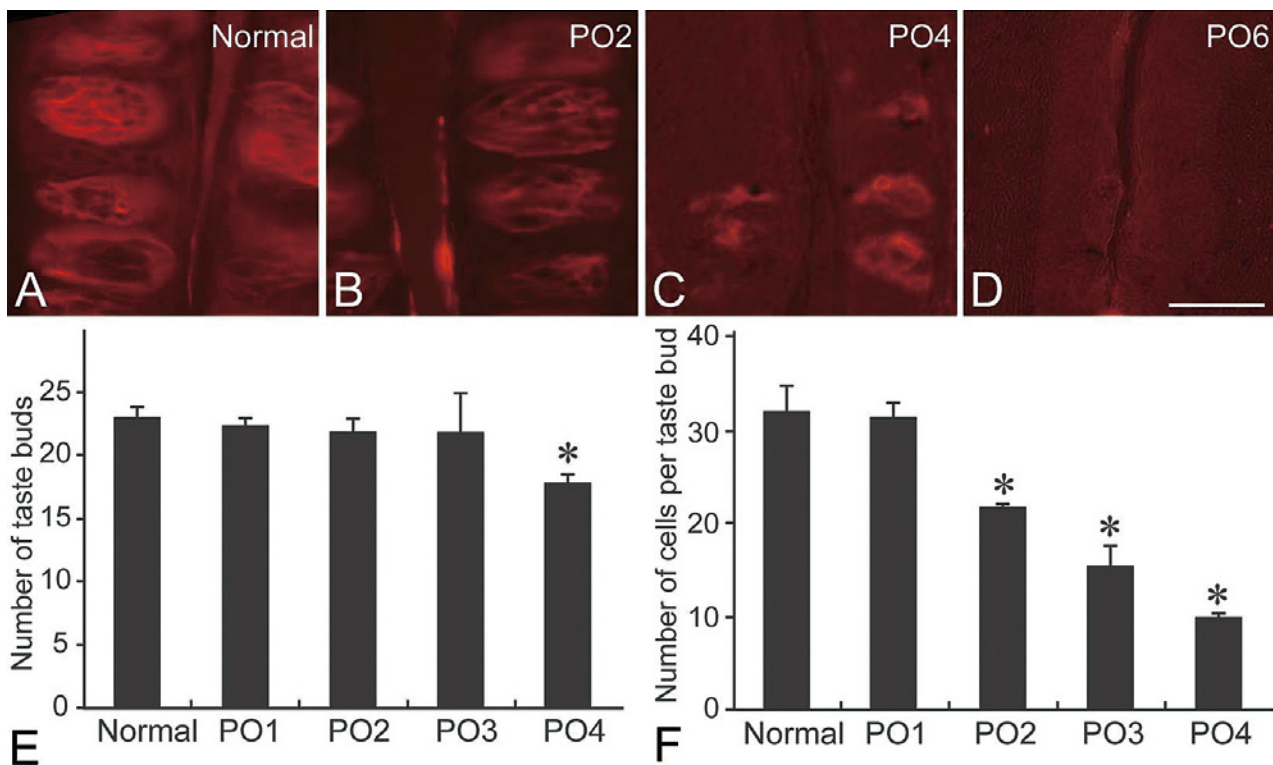 Normal
PO2
PO4
PO6
A
B
C
D
Number of taste buds
25
20
15
10
5
0
*
Normal PO1 PO2 PO3 PO4
E
Number of cells per taste bud
40
30
20
10
0
*
*
*
Normal PO1 PO2 PO3 PO4
F